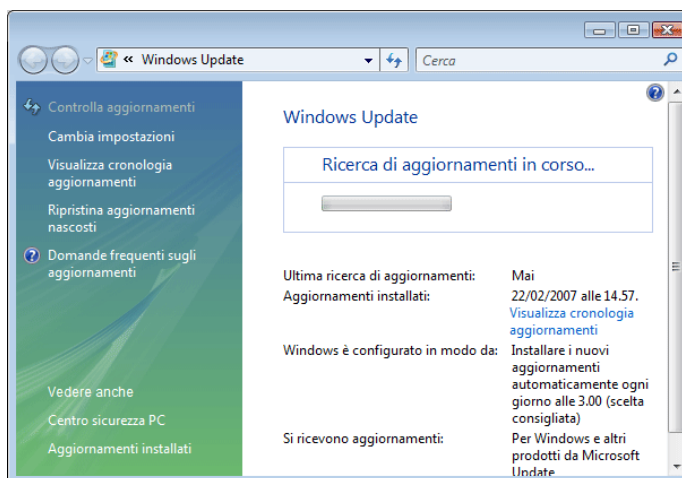 « Windows Update
Cerca
Controlla aggiornamenti
Cambia impostazioni
Visualizza cronologia
aggiornamenti
Ripristina aggiornamenti
nascosti
Domande frequenti sugli
aggiornamenti
Vedere anche
Centro sicurezza PC
Aggiornamenti installati
Windows Update
Ricerca di aggiornamenti in corso...
Ultima ricerca di aggiornamenti: Mai
Aggiornamenti installati: 22/02/2007 alle 14.57.
Visualizza cronologia
aggiornamenti
Windows è configurato in modo da: Installare i nuovi
aggiornamenti
automaticamente ogni
giorno alle 3.00 (scelta
consigliata)
Si ricevono aggiornamenti: Per Windows e altri
prodotti da Microsoft
Update